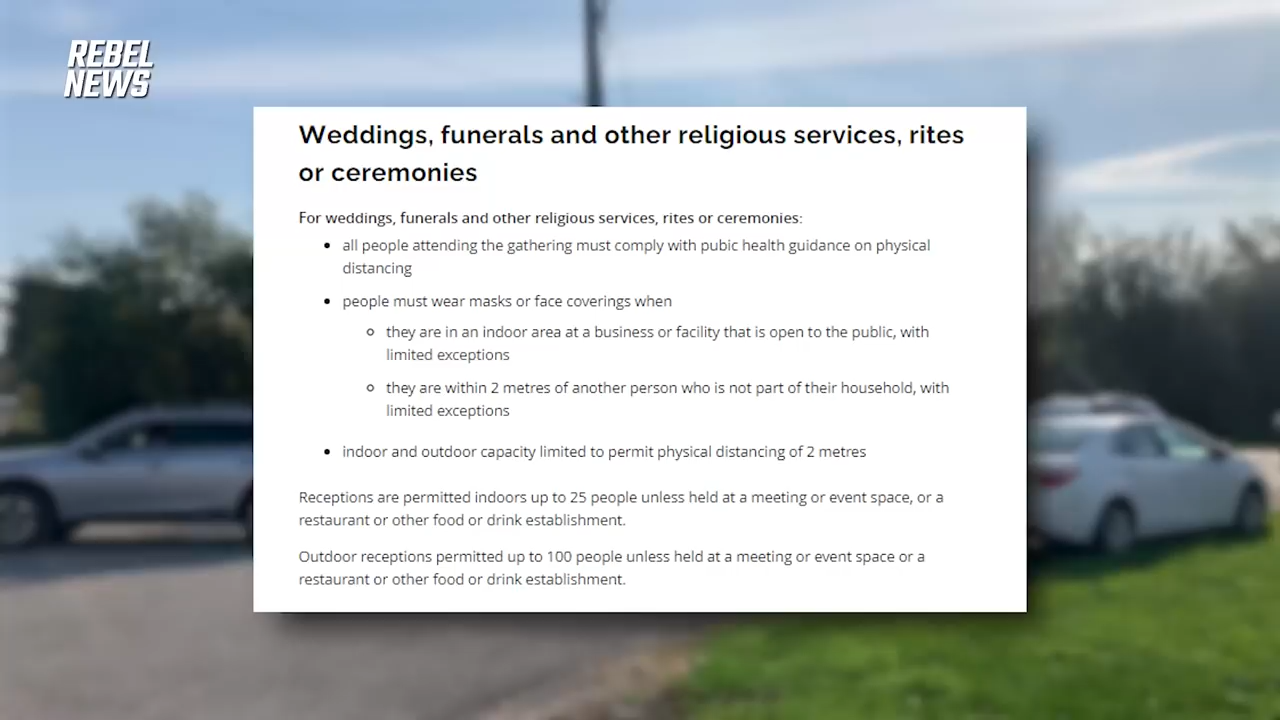 REBEL
NEWS
Weddings, funerals and other religious services, rites
or ceremonies
For weddings, funerals and other religious services, rites or ceremonies:
• all people attending the gathering must comply with pubic health guidance on physical
distancing
• people must wear masks or face coverings when
o they are in an indoor area at a business or facility that is open to the public, with
limited exceptions
o they are within 2 metres of another person who is not part of their household, with
limited exceptions
• indoor and outdoor capacity limited to permit physical distancing of 2 metres
Receptions are permitted indoors up to 25 people unless held at a meeting or event space, or a
restaurant or other food or drink establishment.
Outdoor receptions permitted up to 100 people unless held at a meeting or event space or a
restaurant or other food or drink establishment.